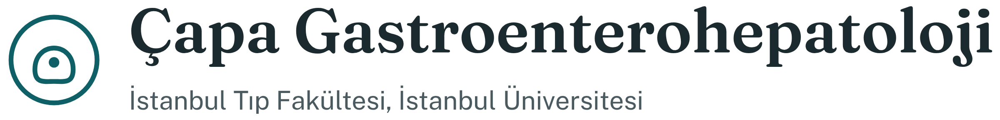 Çapa Gastroenterohepatoloji
İstanbul Tıp Fakültesi, İstanbul Üniversitesi